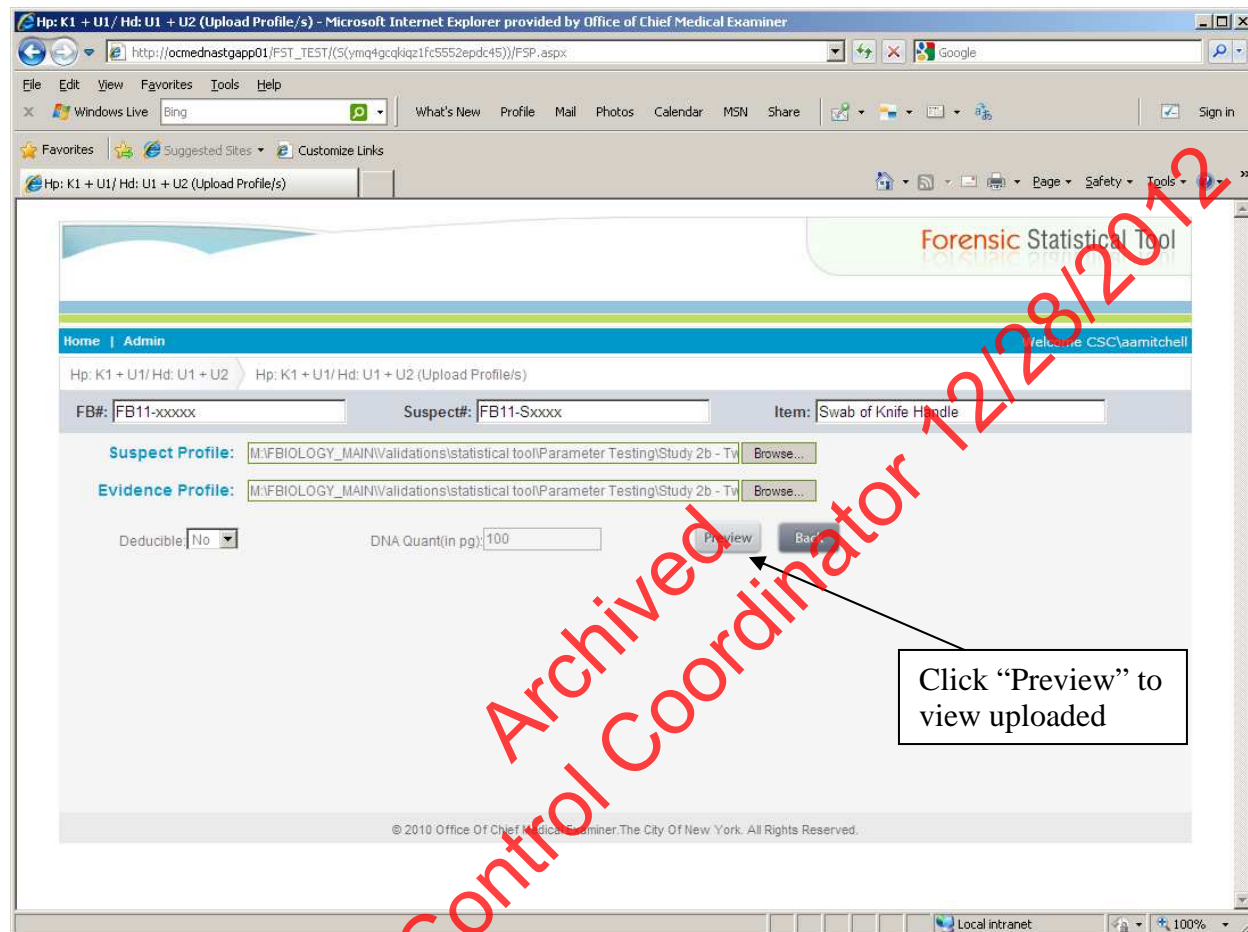 Hp: K1 + U1/ Hd: U1 + U2 (Upload Profile/s) - Microsoft Internet Explorer provided by Office of Chief Medical Examiner
http://ocmednastgapp01/FST_TEST/(S(ymq4gcqkiqz1fc5552epdc45))/FSP.aspx
Google
File Edit View Favorites Tools Help
x Windows Live Bing What's New Profile Mail Photos Calendar MSN Share Sign in
Favorites Suggested Sites Customize Links
Hp: K1 + U1/ Hd: U1 + U2 (Upload Profile/s) Page Safety Tools »
Forensic Statistical Tool
Home | Admin Welcome CSC\aamitchell
Hp: K1 + U1/ Hd: U1 + U2 Hp: K1 + U1/ Hd: U1 + U2 (Upload Profile/s)
FB#: FB11-xxxxx Suspect#: FB11-Sxxxx Item: Swab of Knife Handle
Suspect Profile: M:\FBIOLOGY_MAIN\Validations\statistical tool\Parameter Testing\Study 2b - Tw Browse...
Evidence Profile: M:\FBIOLOGY_MAIN\Validations\statistical tool\Parameter Testing\Study 2b - Tw Browse...
Deducible: No DNA Quant(in pg): 100 Preview Back
Click “Preview” to
view uploaded
© 2010 Office Of Chief Medical Examiner.The City Of New York. All Rights Reserved.
Local intranet 100%
Archived
Control Coordinator 12/28/2012